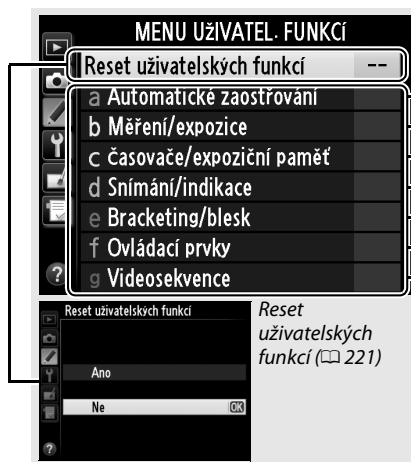 MENU UŽIVATEL. FUNKCÍ
Reset uživatelských funkcí --
a Automatické zaostřování
b Měření/expozice
c Časovače/expoziční paměť
d Snímání/indikace
e Bracketing/blesk
f Ovládací prvky
g Videosekvence
?
Reset uživatelských funkcí
Ano
Ne OK
?
Reset
uživatelských
funkcí (📖 221)